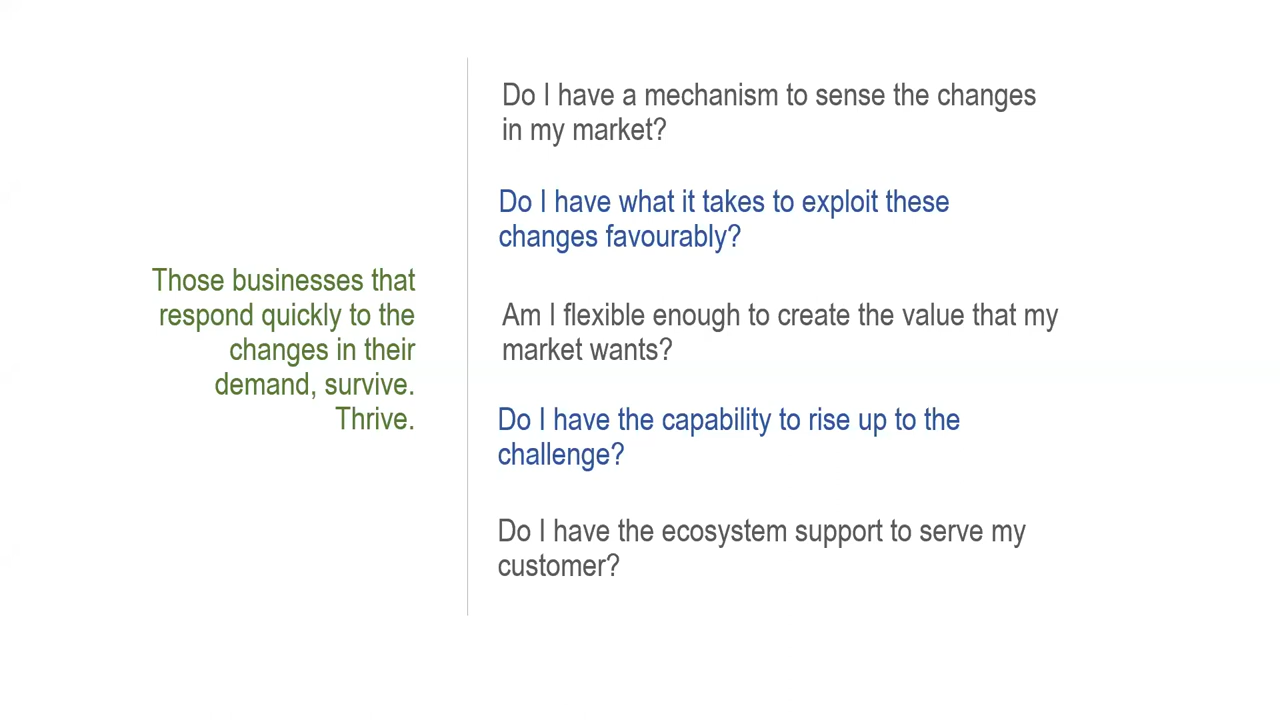 Those businesses that
respond quickly to the
changes in their
demand, survive.
Thrive.
Do I have a mechanism to sense the changes
in my market?
Do I have what it takes to exploit these
changes favourably?
Am I flexible enough to create the value that my
market wants?
Do I have the capability to rise up to the
challenge?
Do I have the ecosystem support to serve my
customer?